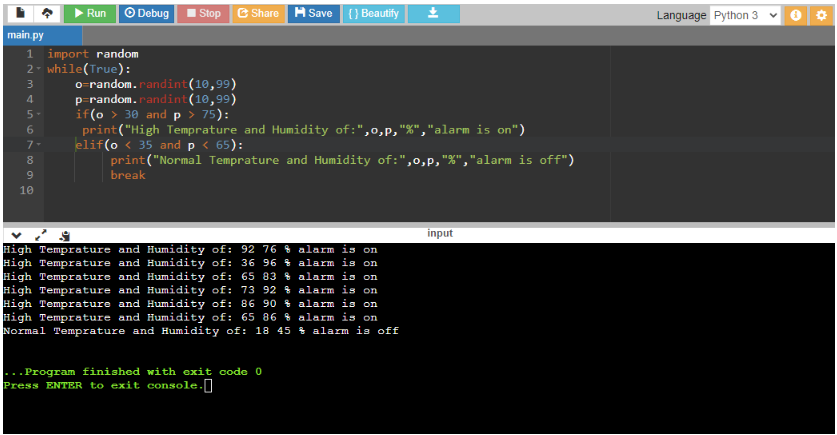 Run Debug Stop Share Save { } Beautify Language Python 3
main.py
1 import random
2 while(True):
3 o=random.randint(10,99)
4 p=random.randint(10,99)
5 if(o > 30 and p > 75):
6 print("High Temprature and Humidity of:",o,p,"%","alarm is on")
7 elif(o < 35 and p < 65):
8 print("Normal Temprature and Humidity of:",o,p,"%","alarm is off")
9 break
10
input
High Temprature and Humidity of: 92 76 % alarm is on
High Temprature and Humidity of: 36 96 % alarm is on
High Temprature and Humidity of: 65 83 % alarm is on
High Temprature and Humidity of: 73 92 % alarm is on
High Temprature and Humidity of: 86 90 % alarm is on
High Temprature and Humidity of: 65 86 % alarm is on
Normal Temprature and Humidity of: 18 45 % alarm is off
...Program finished with exit code 0
Press ENTER to exit console.